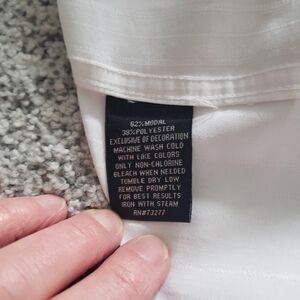 62%MODAL
38%POLYESTER
EXCLUSIVE OF DECORATION
MACHINE WASH COLD
WITH LIKE COLORS
ONLY NON-CHLORINE
BLEACH WHEN NEEDED
TUMBLE DRY LOW
REMOVE PROMPTLY
FOR BEST RESULTS
IRON WITH STEAM
RN#73277